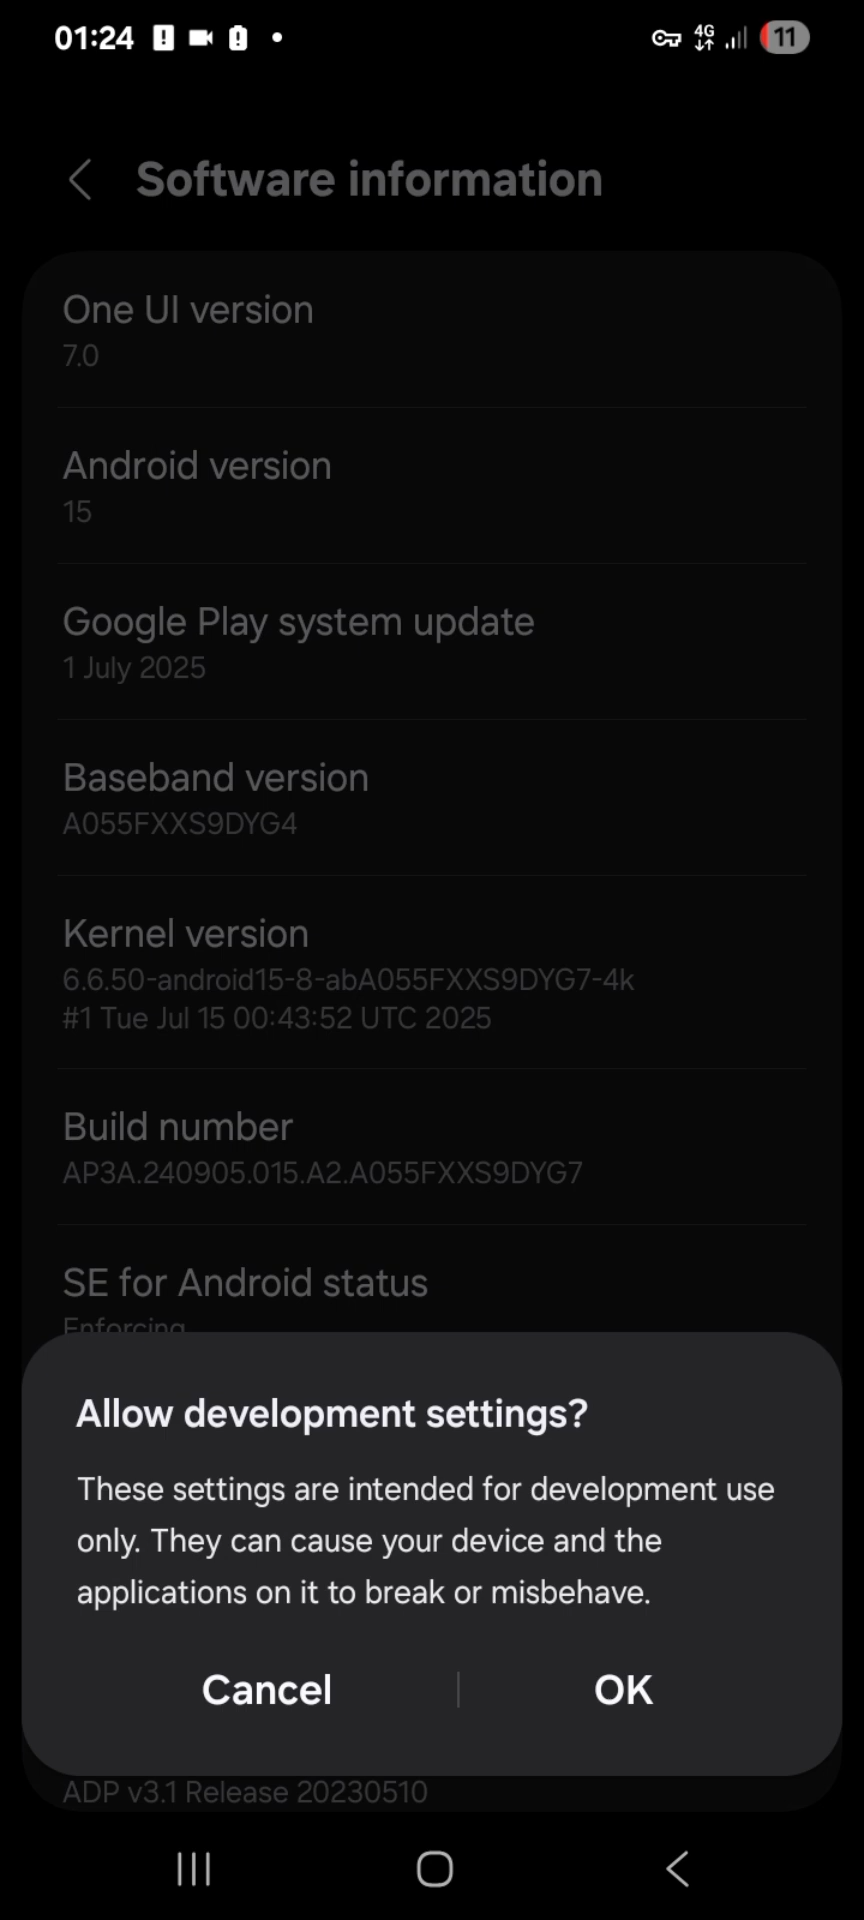 01:24
4G
11
Software information
One UI version
7.0
Android version
15
Google Play system update
1 July 2025
Baseband version
A055FXXS9DYG4
Kernel version
6.6.50-android15-8-abA055FXXS9DYG7-4k
#1 Tue Jul 15 00:43:52 UTC 2025
Build number
AP3A.240905.015.A2.A055FXXS9DYG7
SE for Android status
Enforcing
Allow development settings?
These settings are intended for development use
only. They can cause your device and the
applications on it to break or misbehave.
Cancel
OK
ADP v3.1 Release 20230510